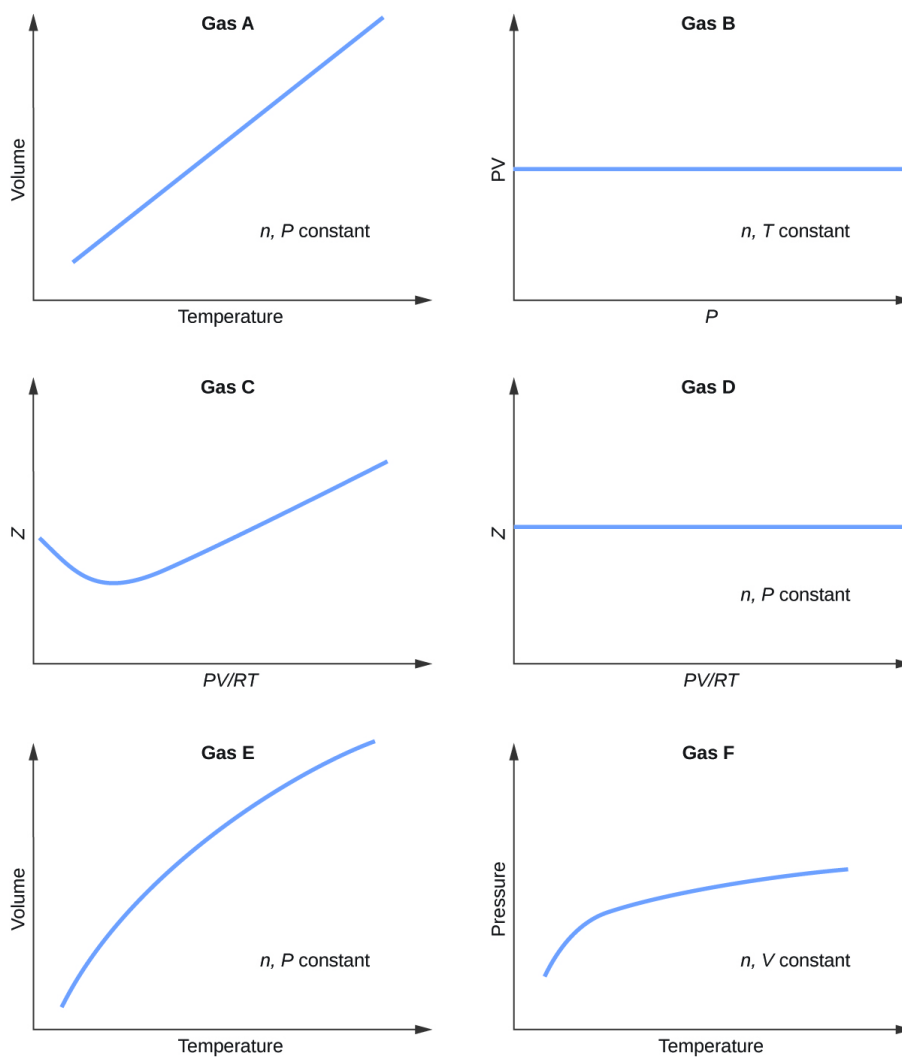 Gas A
Volume
n, P constant
Temperature
Gas B
PV
n, T constant
P
Gas C
Z
PV/RT
Gas D
Z
n, P constant
PV/RT
Gas E
Volume
n, P constant
Temperature
Gas F
Pressure
n, V constant
Temperature